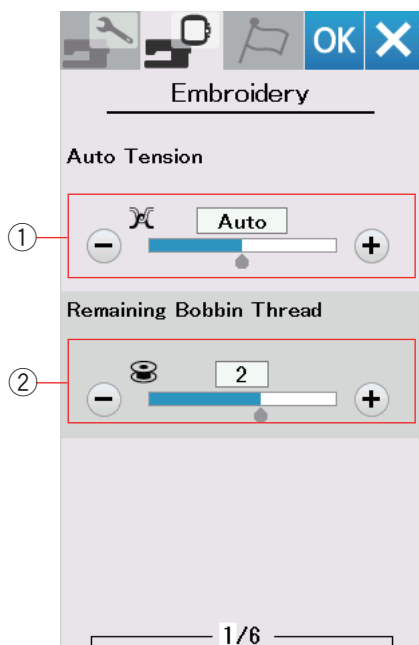 OK
Embroidery
Auto Tension
① Auto
Remaining Bobbin Thread
② 2
1/6